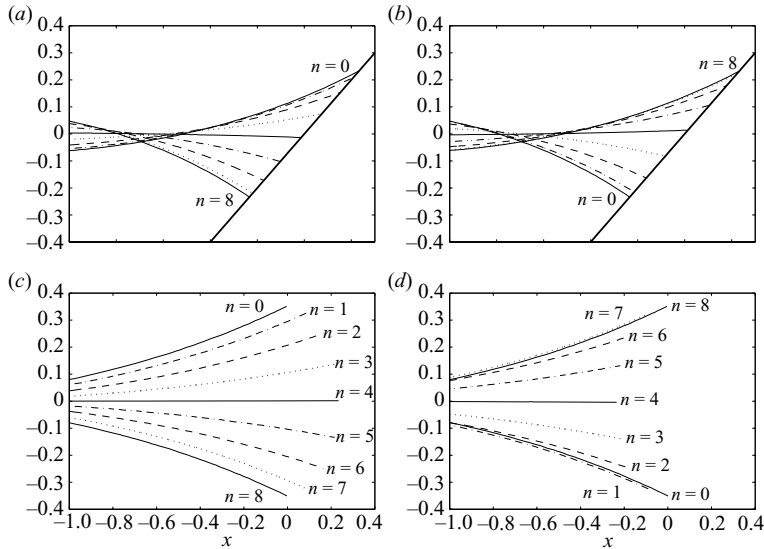 (a)
0.4
0.3
0.2
0.1
0
–0.1
–0.2
–0.3
–0.4
n = 0
n = 8
(b)
0.4
0.3
0.2
0.1
0
–0.1
–0.2
–0.3
–0.4
n = 8
n = 0
(c)
0.4
0.3
0.2
0.1
0
–0.1
–0.2
–0.3
–0.4
n = 0
n = 1
n = 2
n = 3
n = 4
n = 5
n = 6
n = 7
n = 8
–1.0 –0.8 –0.6 –0.4 –0.2 0 0.2 0.4
x
(d)
0.4
0.3
0.2
0.1
0
–0.1
–0.2
–0.3
–0.4
n = 8
n = 7
n = 6
n = 5
n = 4
n = 3
n = 2
n = 1
n = 0
–1.0 –0.8 –0.6 –0.4 –0.2 0 0.2 0.4
x